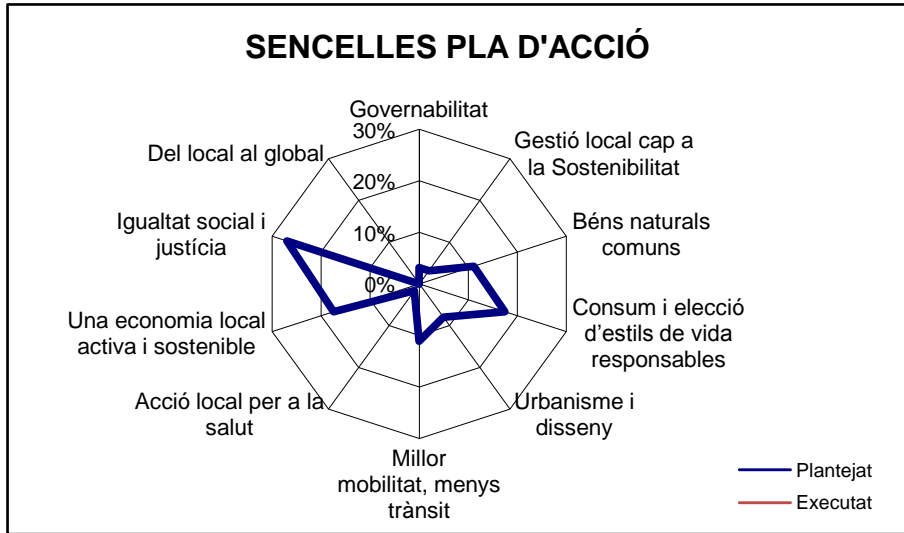 SENCELLES PLA D'ACCIÓ
Governabilitat
30%
20%
10%
0%
Gestió local cap a
la Sostenibilitat
Béns naturals
comuns
Consum i elecció
d’estils de vida
responsables
Urbanisme i
disseny
Millor
mobilitat, menys
trànsit
Acció local per a la
salut
Una economia local
activa i sostenible
Igualtat social i
justícia
Del local al global
Plantejat
Executat